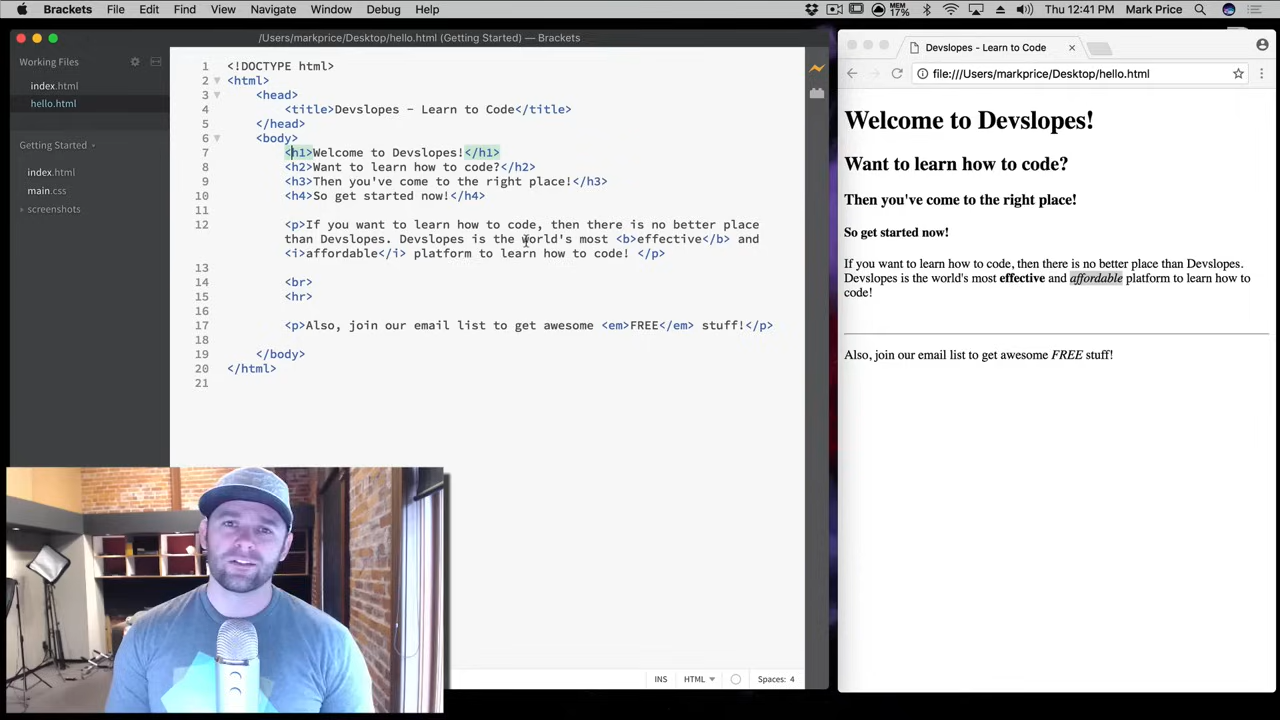 Brackets File Edit Find View Navigate Window Debug Help MEM 17% Thu 12:41 PM Mark Price
/Users/markprice/Desktop/hello.html (Getting Started) — Brackets
Working Files
index.html
hello.html
Getting Started
index.html
main.css
screenshots
1 <!DOCTYPE html>
2 <html>
3 <head>
4 <title>Devslopes - Learn to Code</title>
5 </head>
6 <body>
7 <h1>Welcome to Devslopes!</h1>
8 <h2>Want to learn how to code?</h2>
9 <h3>Then you've come to the right place!</h3>
10 <h4>So get started now!</h4>
11
12 <p>If you want to learn how to code, then there is no better place
than Devslopes. Devslopes is the world's most <b>effective</b> and
<i>affordable</i> platform to learn how to code! </p>
13
14 <br>
15 <hr>
16
17 <p>Also, join our email list to get awesome <em>FREE</em> stuff!</p>
18
19 </body>
20 </html>
21
INS HTML Spaces: 4
Devslopes - Learn to Code
file:///Users/markprice/Desktop/hello.html
Welcome to Devslopes!
Want to learn how to code?
Then you've come to the right place!
So get started now!
If you want to learn how to code, then there is no better place than Devslopes.
Devslopes is the world's most effective and affordable platform to learn how to
code!
Also, join our email list to get awesome FREE stuff!